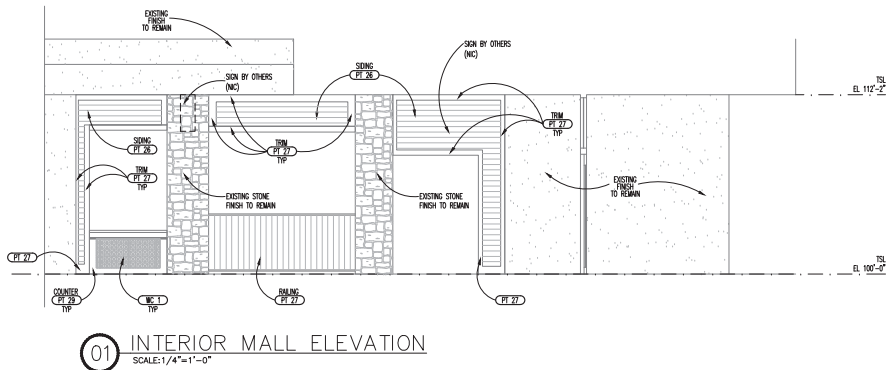 EXISTING
FINISH
TO REMAIN
SIGN BY OTHERS
(NIC)
SIDING
PT 26
SIGN BY OTHERS
(NIC)
TSL
EL 112'-2"
SIDING
PT 26
TRIM
PT 27
TYP
TRIM
PT 27
TYP
TRIM
PT 27
TYP
EXISTING STONE
FINISH TO REMAIN
EXISTING STONE
FINISH TO REMAIN
EXISTING
FINISH
TO REMAIN
PT 27
TSL
EL 100'-0"
COUNTER
PT 29
TYP
WC 1
TYP
RAILING
PT 27
PT 27
01 INTERIOR MALL ELEVATION
SCALE:1/4"=1'-0"